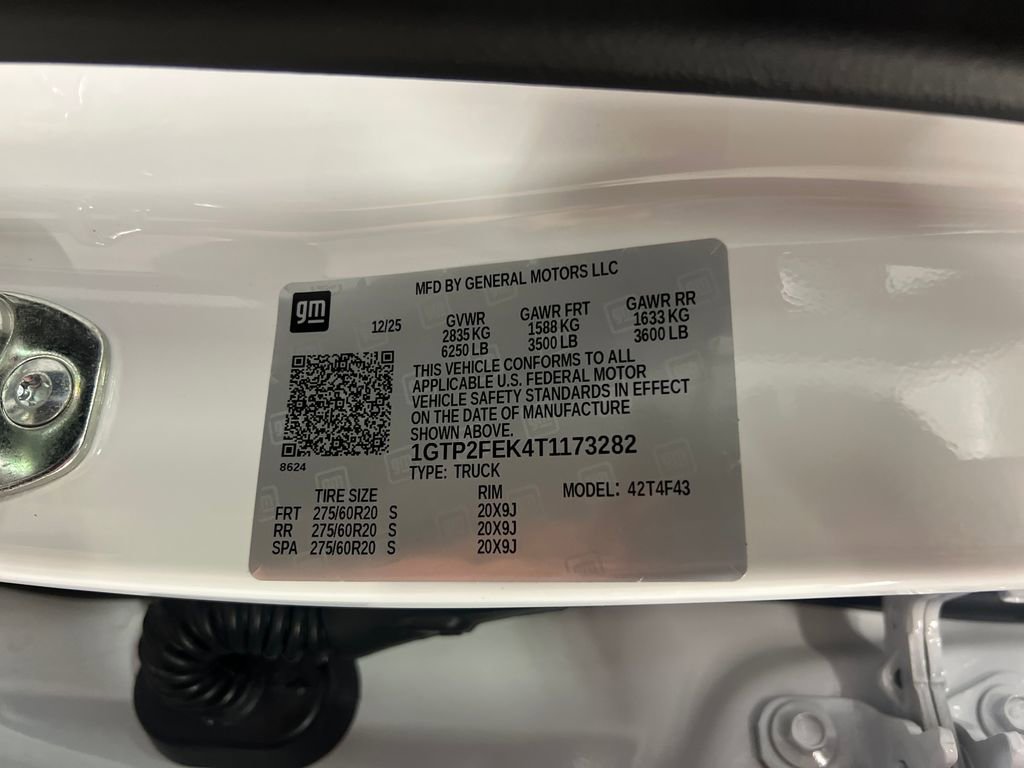 MFD BY GENERAL MOTORS LLC
gm
12/25 GVWR GAWR FRT GAWR RR
2835 KG 1588 KG 1633 KG
6250 LB 3500 LB 3600 LB
THIS VEHICLE CONFORMS TO ALL
APPLICABLE U.S. FEDERAL MOTOR
VEHICLE SAFETY STANDARDS IN EFFECT
ON THE DATE OF MANUFACTURE
SHOWN ABOVE.
1GTP2FEK4T1173282
8624
TYPE: TRUCK
TIRE SIZE RIM MODEL: 42T4F43
FRT 275/60R20 S 20X9J
RR 275/60R20 S 20X9J
SPA 275/60R20 S 20X9J